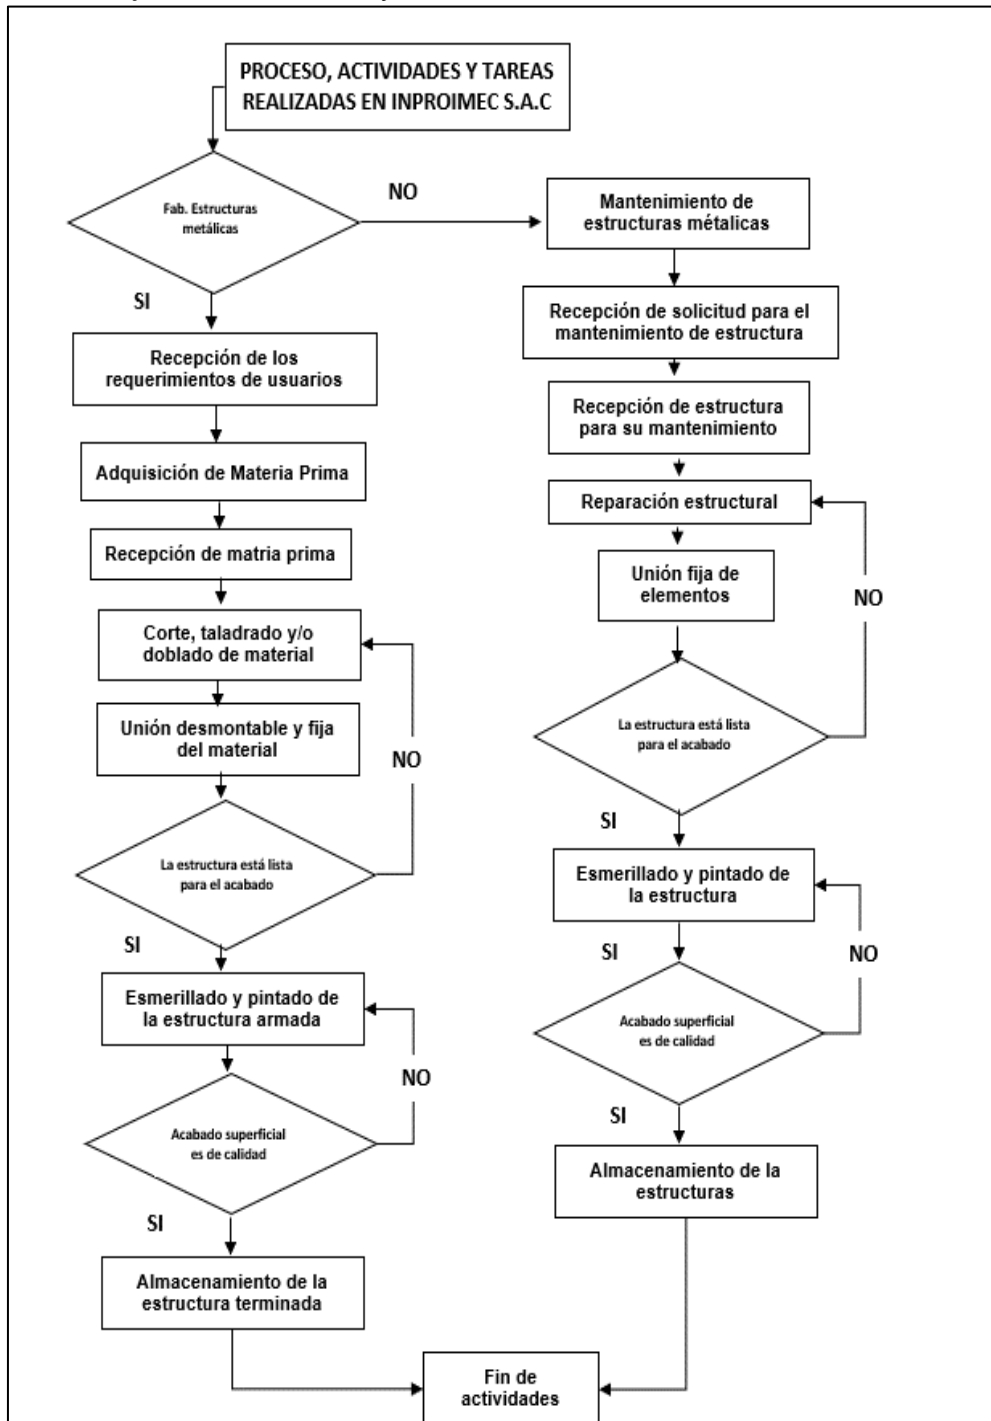 PROCESO, ACTIVIDADES Y TAREAS
REALIZADAS EN INPROIMEC S.A.C
Fab. Estructuras
metálicas
NO
SI
Recepción de los
requerimientos de usuarios
Adquisición de Materia Prima
Recepción de matria prima
Corte, taladrado y/o
doblado de material
Unión desmontable y fija
del material
NO
La estructura está lista
para el acabado
SI
Esmerillado y pintado de
la estructura armada
NO
Acabado superficial
es de calidad
SI
Almacenamiento de la
estructura terminada
Mantenimiento de
estructuras métalicas
Recepción de solicitud para el
mantenimiento de estructura
Recepción de estructura
para su mantenimiento
Reparación estructural
Unión fija de
elementos
NO
La estructura está lista
para el acabado
SI
Esmerillado y pintado de
la estructura
SI
NO
Acabado superficial
es de calidad
SI
Almacenamiento de la
estructuras
Fin de
actividades